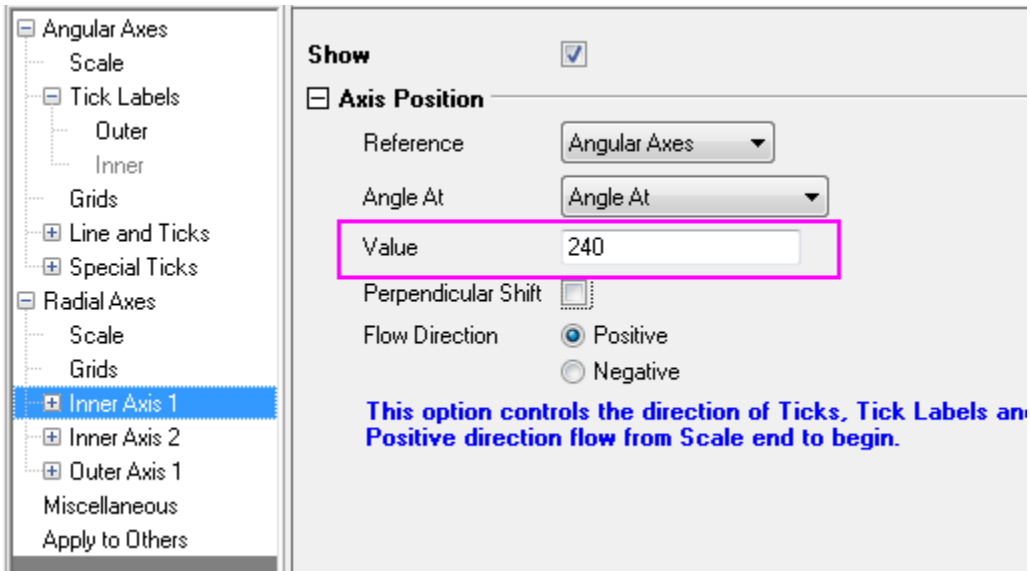 Angular Axes
Scale
Tick Labels
Outer
Inner
Grids
Line and Ticks
Special Ticks
Radial Axes
Scale
Grids
Inner Axis 1
Inner Axis 2
Outer Axis 1
Miscellaneous
Apply to Others
Show
Axis Position
Reference Angular Axes
Angle At Angle At
Value 240
Perpendicular Shift
Flow Direction Positive
Negative
This option controls the direction of Ticks, Tick Labels an
Positive direction flow from Scale end to begin.